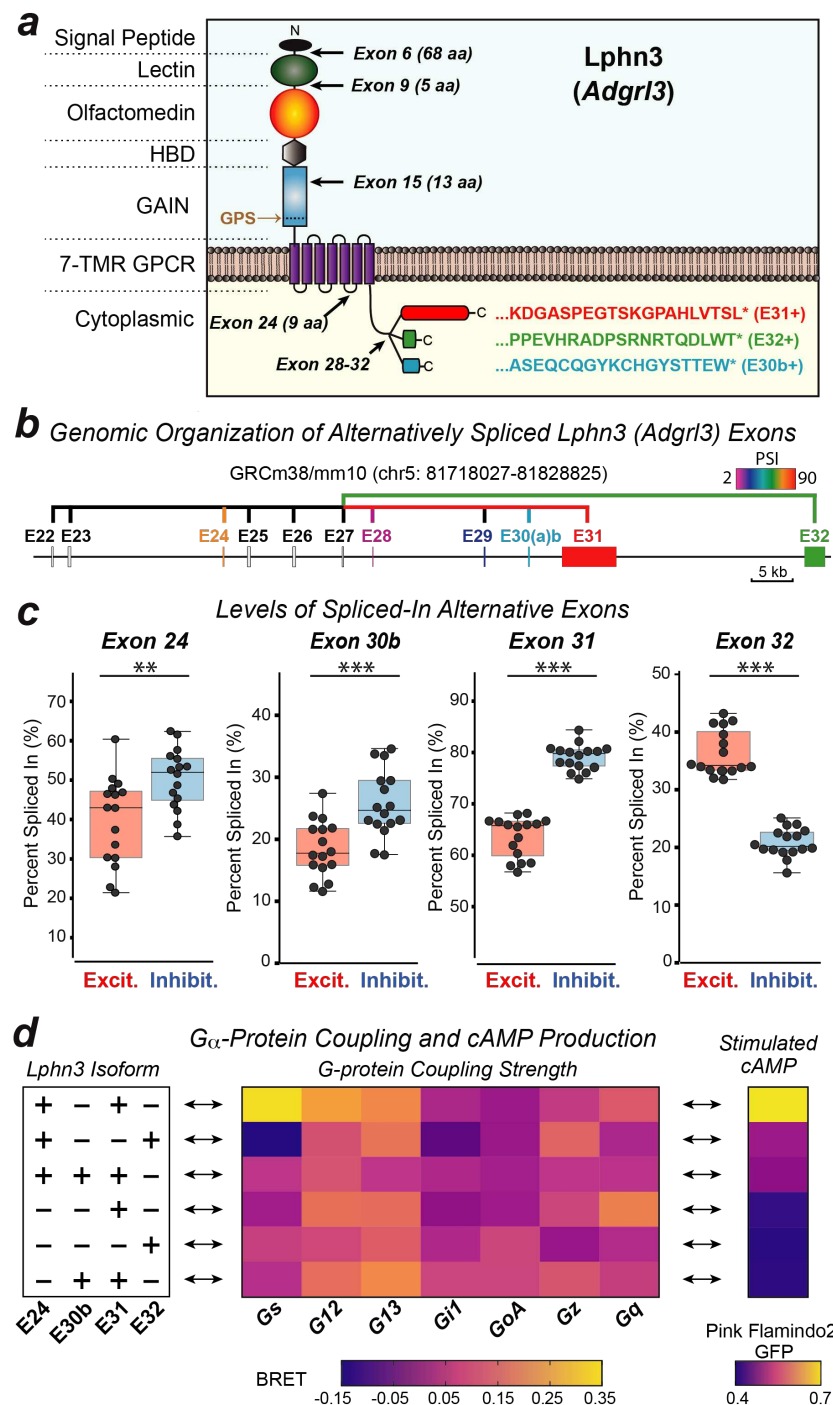 a
Signal Peptide
Lectin
Olfactomedin
HBD
GAIN
GPS→
7-TMR GPCR
Cytoplasmic
N
Exon 6 (68 aa)
Exon 9 (5 aa)
Exon 15 (13 aa)
Exon 24 (9 aa)
Exon 28-32
Lphn3
(Adgrl3)
C ...KDGASPEGTSKGPAHLVTSL* (E31+)
C ...PPEVHRADPSRNRTQDLWT* (E32+)
C ...ASEQCQGYKCHGYSTTEW* (E30b+)
b Genomic Organization of Alternatively Spliced Lphn3 (Adgrl3) Exons
GRCm38/mm10 (chr5: 81718027-81828825)
PSI
2 90
E22 E23 E24 E25 E26 E27 E28 E29 E30(a)b E31 E32
5 kb
c Levels of Spliced-In Alternative Exons
Exon 24 Exon 30b Exon 31 Exon 32
** *** *** ***
Percent Spliced In (%)
70
60
50
40
30
20
10
Excit. Inhibit.
Percent Spliced In (%)
40
30
20
10
0
Excit. Inhibit.
Percent Spliced In (%)
90
80
70
60
50
Excit. Inhibit.
Percent Spliced In (%)
50
40
30
20
10
0
Excit. Inhibit.
d Gα-Protein Coupling and cAMP Production
Lphn3 Isoform G-protein Coupling Strength
Stimulated
cAMP
+ − + −
+ − − +
+ + + −
− − + −
− − − +
− + + −
E24 E30b E31 E32
Gs G12 G13 Gi1 GoA Gz Gq
BRET
-0.15 -0.05 0.05 0.15 0.25 0.35
Pink Flamindo2
GFP
0.4 0.7